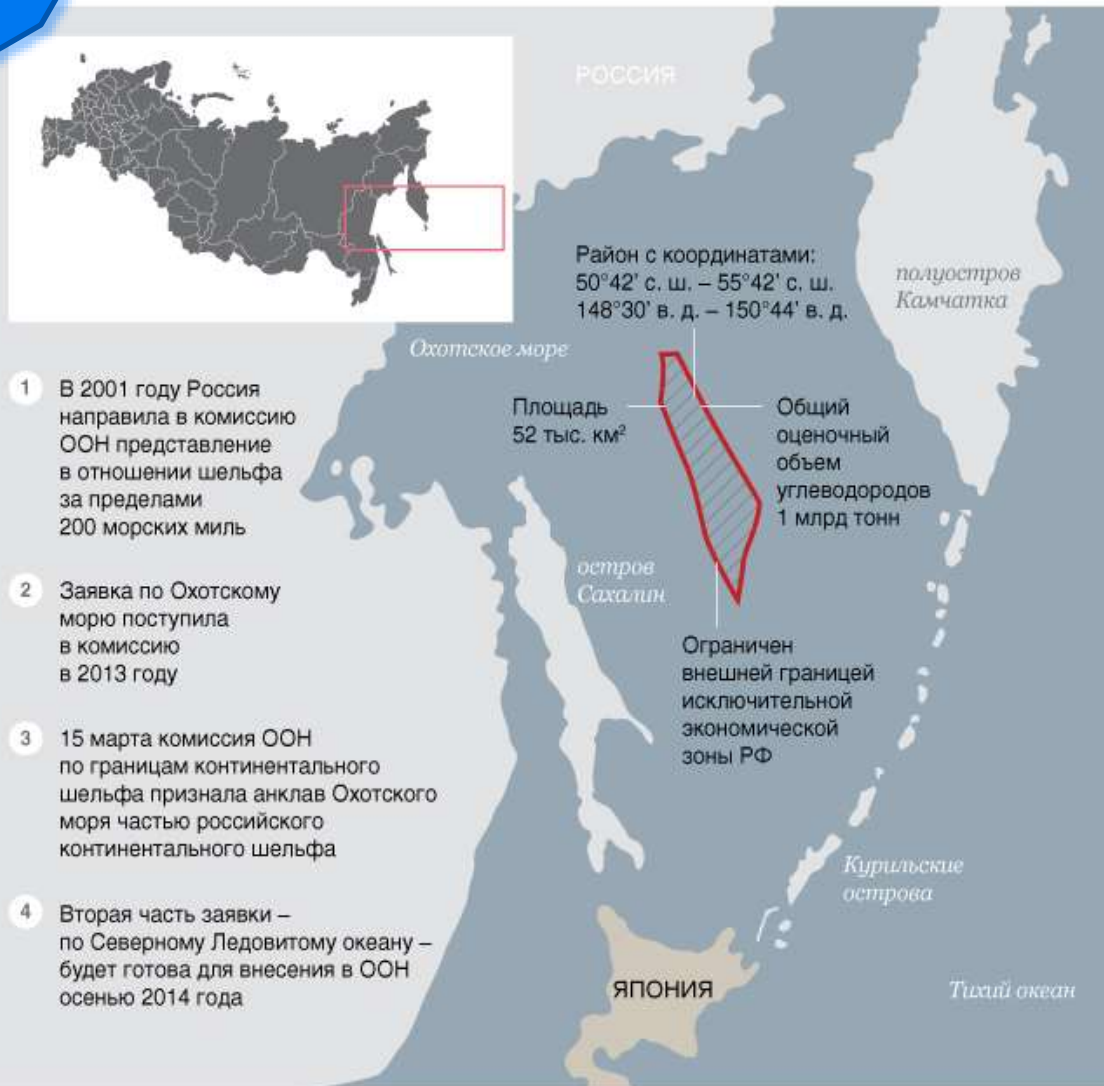 РОССИЯ
Район с координатами:
50°42' с. ш. – 55°42' с. ш.
148°30' в. д. – 150°44' в. д.
полуостров
Камчатка
Охотское море
Площадь
52 тыс. км²
Общий
оценочный
объем
углеводородов
1 млрд тонн
остров
Сахалин
Ограничен
внешней границей
исключительной
экономической
зоны РФ
1 В 2001 году Россия
направила в комиссию
ООН представление
в отношении шельфа
за пределами
200 морских миль
2 Заявка по Охотскому
морю поступила
в комиссию
в 2013 году
3 15 марта комиссия ООН
по границам континентального
шельфа признала анклав Охотского
моря частью российского
континентального шельфа
4 Вторая часть заявки –
по Северному Ледовитому океану –
будет готова для внесения в ООН
осенью 2014 года
Курильские
острова
ЯПОНИЯ
Тихий океан